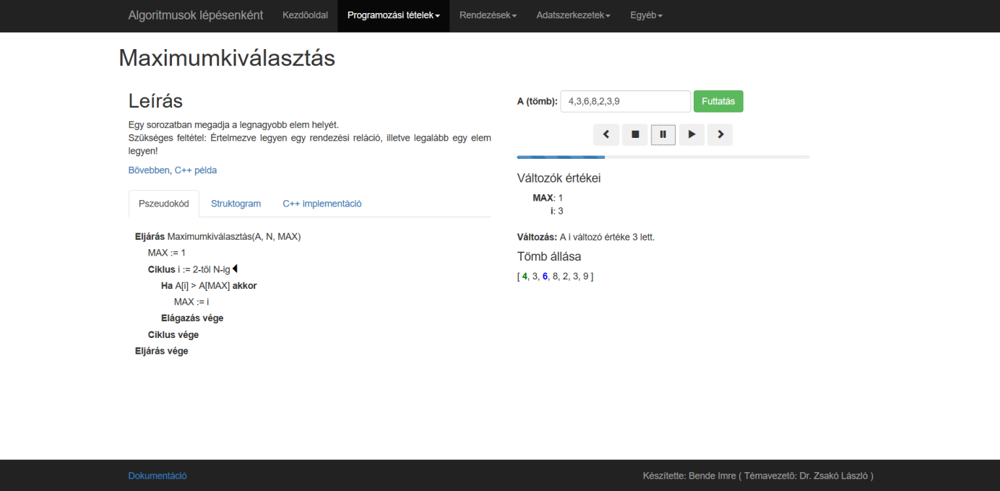 Algoritmusok lépésenként Kezdőoldal Programozási tételek Rendezések Adatszerkezetek Egyéb
Maximumkiválasztás
Leírás
Egy sorozatban megadja a legnagyobb elem helyét.
Szükséges feltétel: Értelmezve legyen egy rendezési reláció, illetve legalább egy elem
legyen!
Bővebben, C++ példa
Pszeudokód Struktogram C++ implementáció
Eljárás Maximumkiválasztás(A, N, MAX)
MAX := 1
Ciklus i := 2-től N-ig
Ha A[i] > A[MAX] akkor
MAX := i
Elágazás vége
Ciklus vége
Eljárás vége
A (tömb): 4,3,6,8,2,3,9 Futtatás
Változók értékei
MAX: 1
i: 3
Változás: A i változó értéke 3 lett.
Tömb állása
[ 4, 3, 6, 8, 2, 3, 9 ]
Dokumentáció
Készítette: Bende Imre ( Témavezető: Dr. Zsakó László )